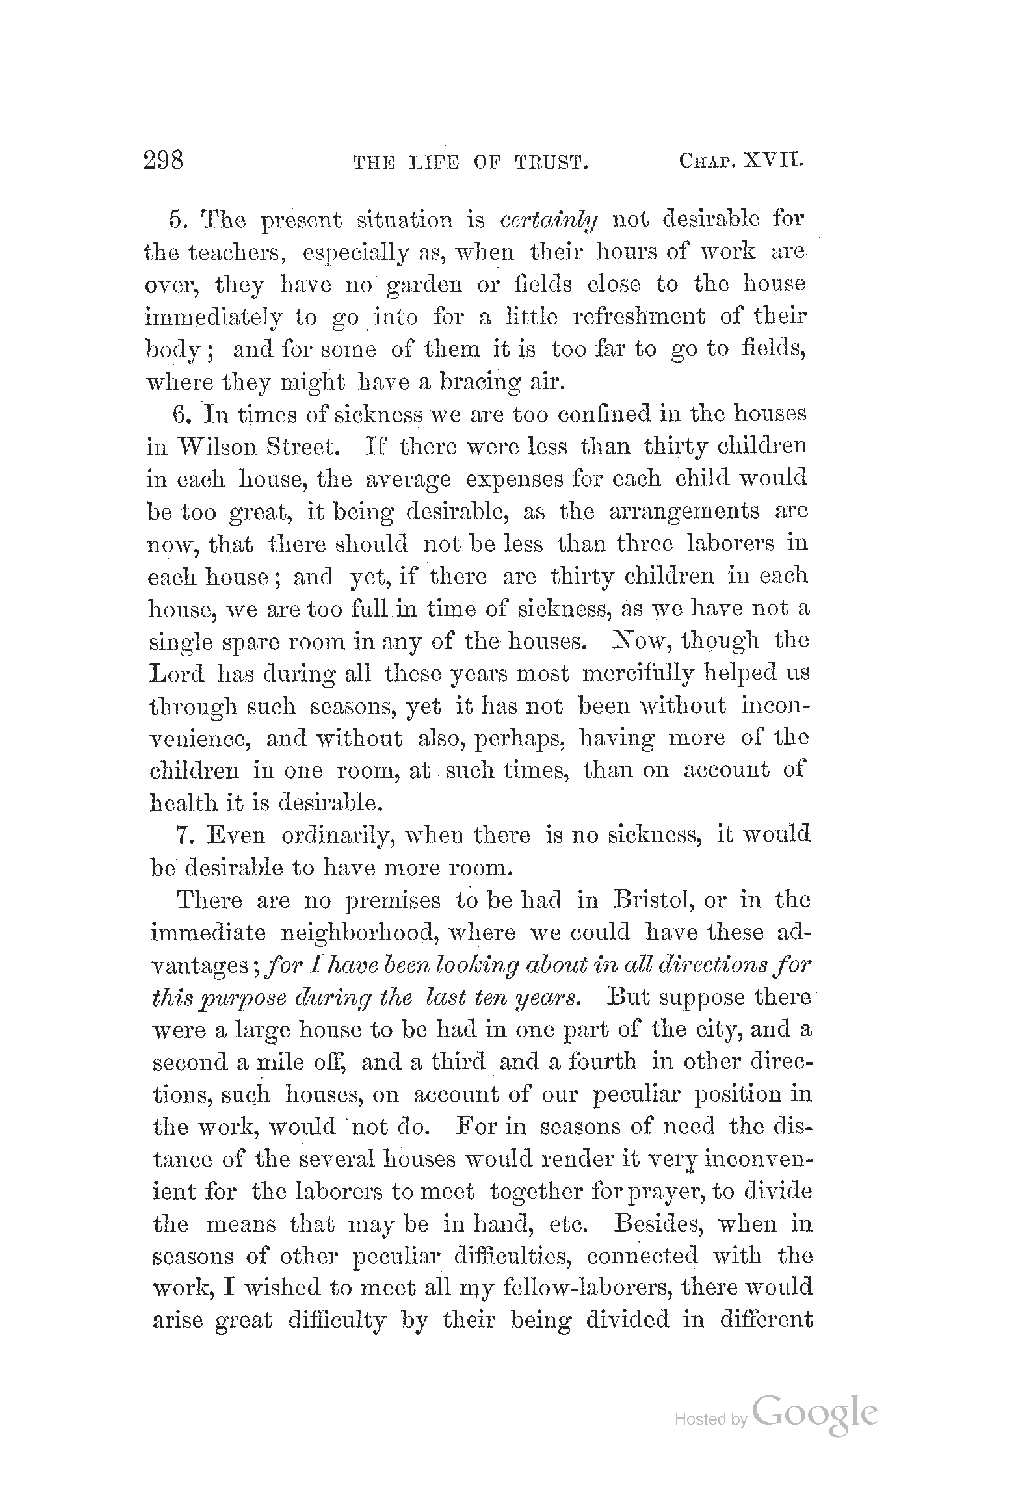 298 THE LIFE OF TRUST. CHAP. XVII.
5. The present situation is certainly not desirable for
the teachers, especially as, when their hours of work are
over, they have no garden or fields close to the house
immediately to go into for a little refreshment of their
body; and for some of them it is too far to go to fields,
where they might have a bracing air.
6. In times of sickness we are too confined in the houses
in Wilson Street. If there were less than thirty children
in each house, the average expenses for each child would
be too great, it being desirable, as the arrangements are
now, that there should not be less than three laborers in
each house; and yet, if there are thirty children in each
house, we are too full in time of sickness, as we have not a
single spare room in any of the houses. Now, though the
Lord has during all these years most mercifully helped us
through such seasons, yet it has not been without incon-
venience, and without also, perhaps, having more of the
children in one room, at such times, than on account of
health it is desirable.
7. Even ordinarily, when there is no sickness, it would
be desirable to have more room.
There are no premises to be had in Bristol, or in the
immediate neighborhood, where we could have these ad-
vantages; for I have been looking about in all directions for
this purpose during the last ten years. But suppose there
were a large house to be had in one part of the city, and a
second a mile off, and a third and a fourth in other direc-
tions, such houses, on account of our peculiar position in
the work, would not do. For in seasons of need the dis-
tance of the several houses would render it very inconven-
ient for the laborers to meet together for prayer, to divide
the means that may be in hand, etc. Besides, when in
seasons of other peculiar difficulties, connected with the
work, I wished to meet all my fellow-laborers, there would
arise great difficulty by their being divided in different
Hosted by Google